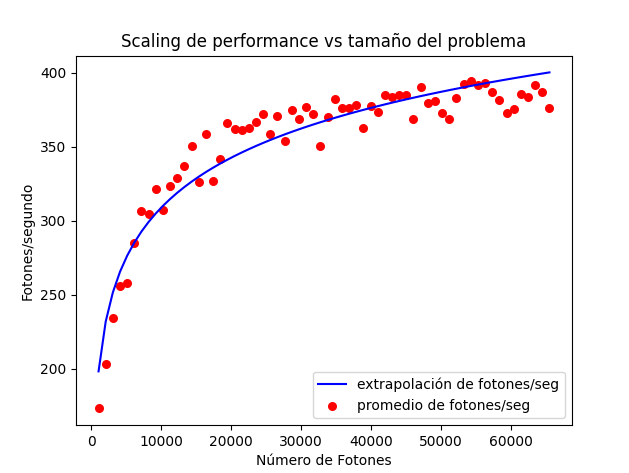 Scaling de performance vs tamaño del problema
400
350
300
250
200
Fotones/segundo
extrapolación de fotones/seg
promedio de fotones/seg
0 10000 20000 30000 40000 50000 60000
Número de Fotones